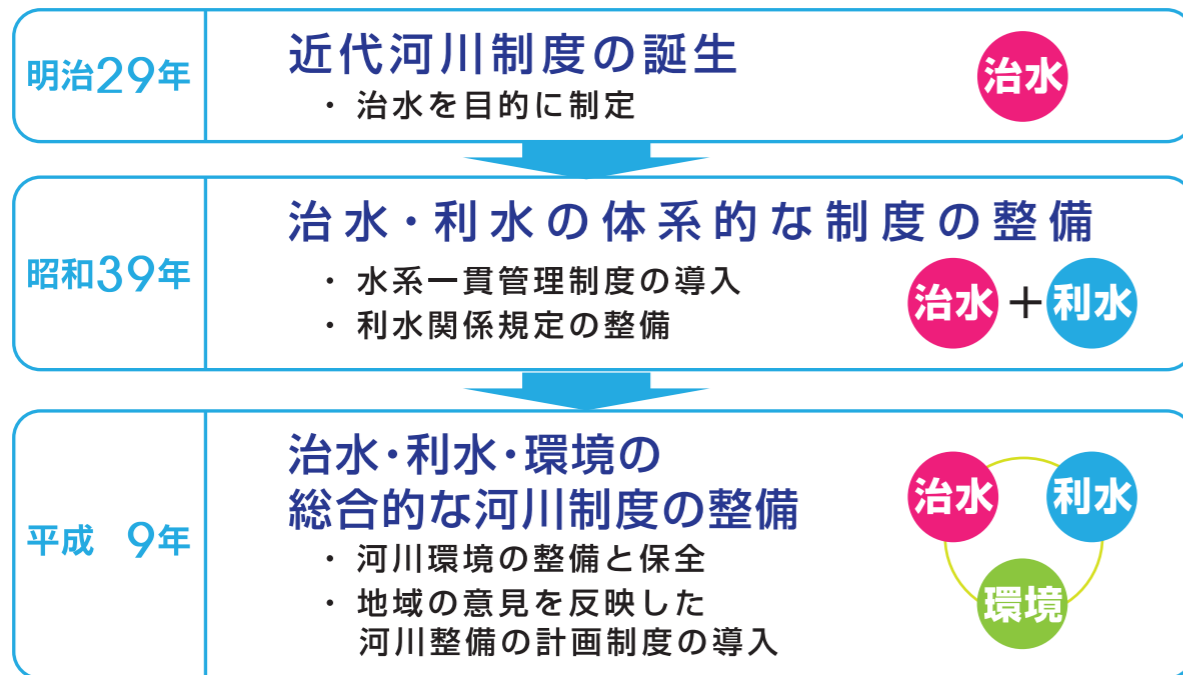 明治29年
近代河川制度の誕生
・ 治水を目的に制定
治水
昭和39年
治水・利水の体系的な制度の整備
・ 水系一貫管理制度の導入
・ 利水関係規定の整備
治水＋利水
平成 9年
治水・利水・環境の
総合的な河川制度の整備
・ 河川環境の整備と保全
・ 地域の意見を反映した
河川整備の計画制度の導入
治水 利水
環境